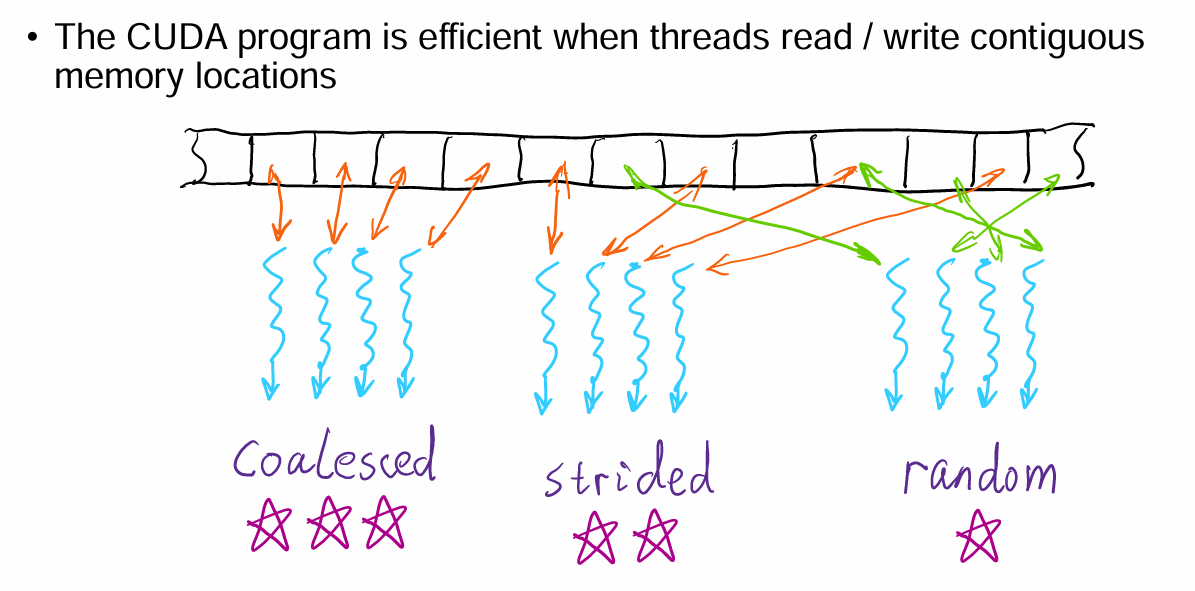 • The CUDA program is efficient when threads read / write contiguous
memory locations
Coalesced strided random